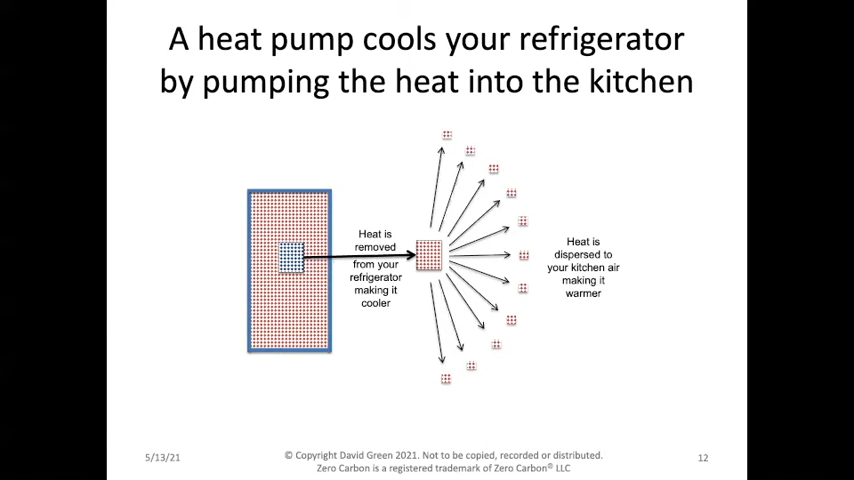 A heat pump cools your refrigerator
by pumping the heat into the kitchen
Heat is
removed
from your
refrigerator
making it
cooler
Heat is
dispersed to
your kitchen air
making it
warmer
5/13/21
© Copyright David Green 2021. Not to be copied, recorded or distributed.
Zero Carbon is a registered trademark of Zero Carbon® LLC
12